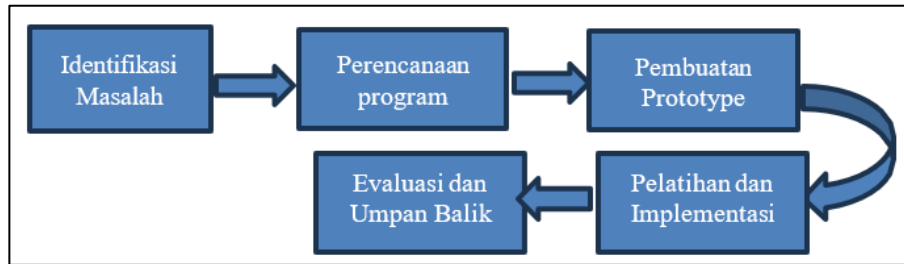 Identifikasi
Masalah
Perencanaan
program
Pembuatan
Prototype
Pelatihan dan
Implementasi
Evaluasi dan
Umpan Balik